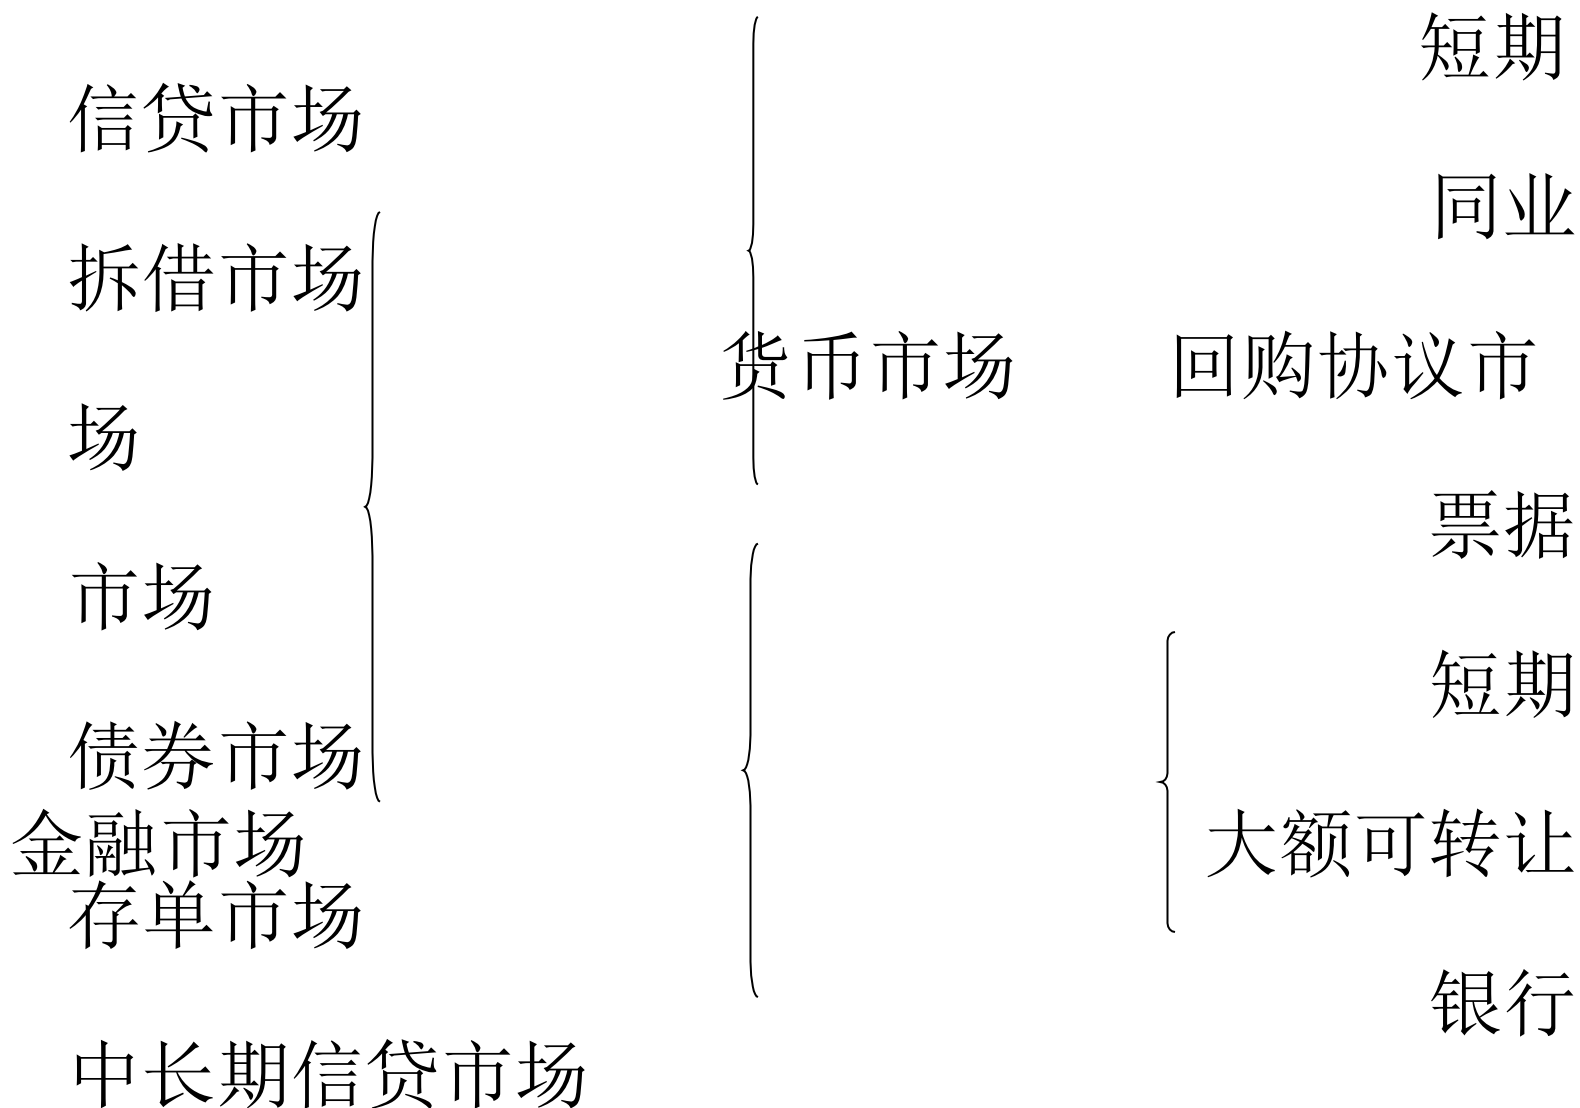 短期
信贷市场
同业
拆借市场
货币市场 回购协议市
场
票据
市场
短期
债券市场
金融市场 大额可转让
存单市场
银行
中长期信贷市场